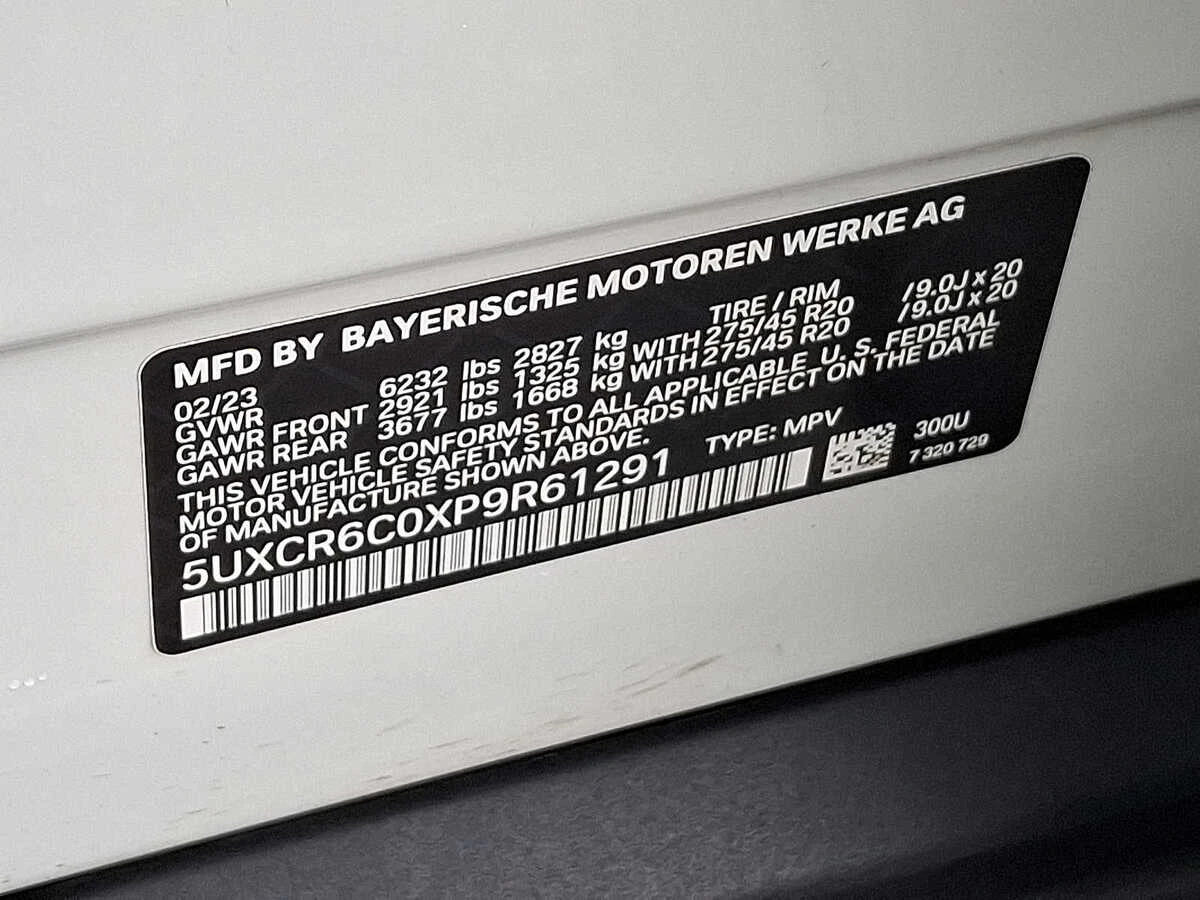 MFD BY BAYERISCHE MOTOREN WERKE AG
02/23 TIRE / RIM
GVWR 6232 lbs 2827 kg
GAWR FRONT 2921 lbs 1325 kg WITH 275/45 R20 /9.0J x 20
GAWR REAR 3677 lbs 1668 kg WITH 275/45 R20 /9.0J x 20
THIS VEHICLE CONFORMS TO ALL APPLICABLE U. S. FEDERAL
MOTOR VEHICLE SAFETY STANDARDS IN EFFECT ON THE DATE
OF MANUFACTURE SHOWN ABOVE.
5UXCR6C0XP9R61291 TYPE: MPV 300U
7 320 729